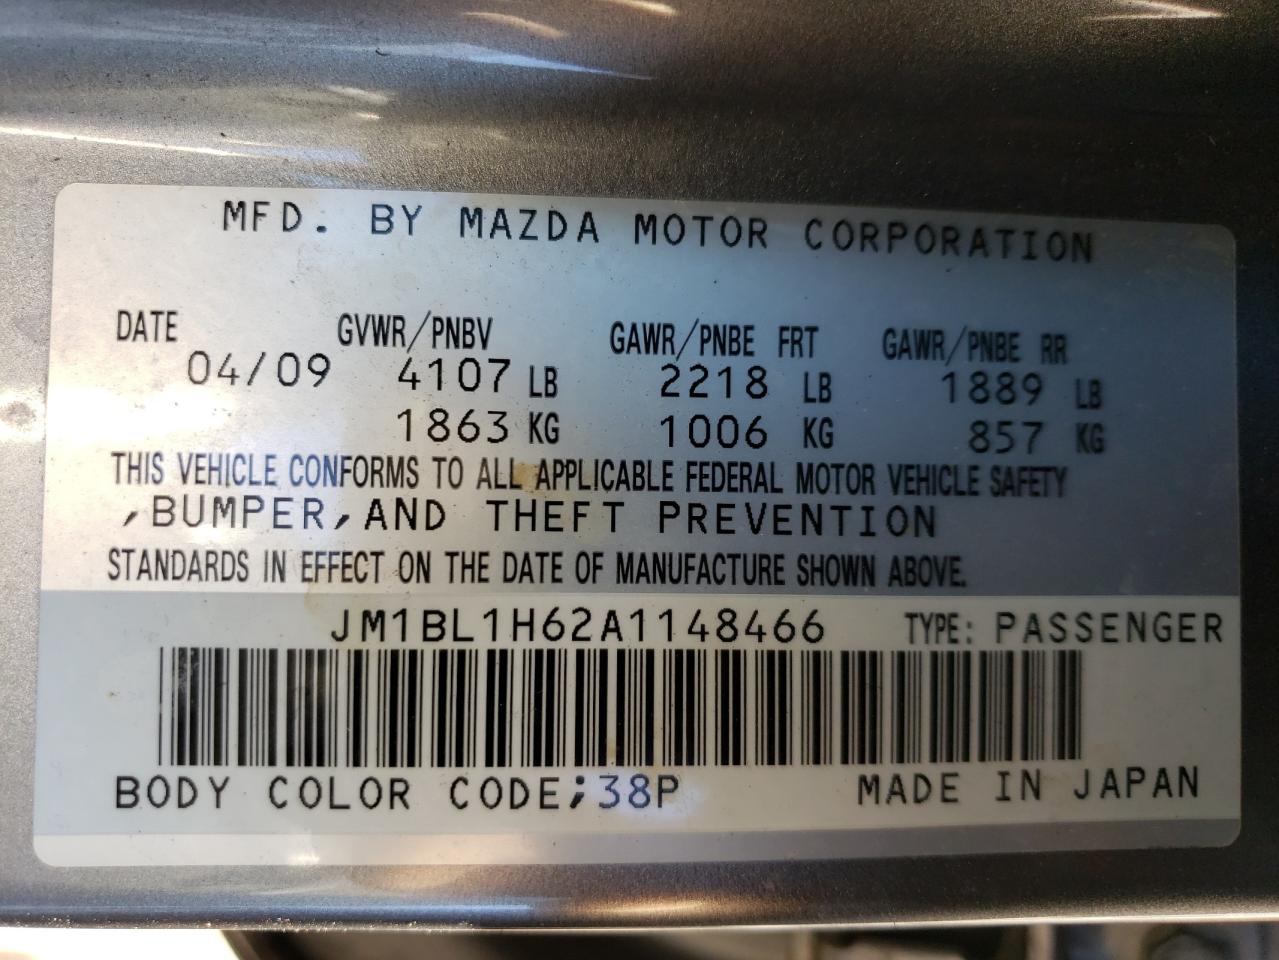 MFD. BY MAZDA MOTOR CORPORATION
DATE GVWR/PNBV GAWR/PNBE FRT GAWR/PNBE RR
04/09 4107 LB 2218 LB 1889 LB
1863 KG 1006 KG 857 KG
THIS VEHICLE CONFORMS TO ALL APPLICABLE FEDERAL MOTOR VEHICLE SAFETY
,BUMPER,AND THEFT PREVENTION
STANDARDS IN EFFECT ON THE DATE OF MANUFACTURE SHOWN ABOVE.
JM1BL1H62A1148466 TYPE: PASSENGER
BODY COLOR CODE;38P MADE IN JAPAN